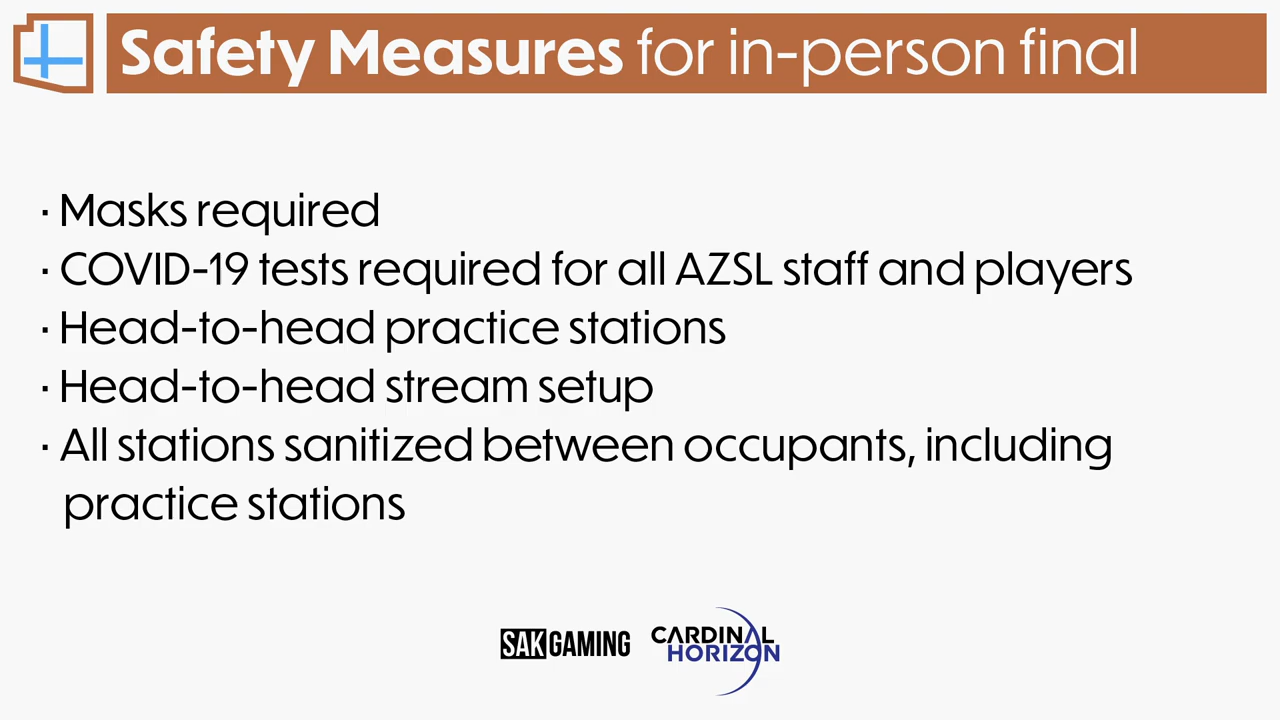 Safety Measures for in-person final
· Masks required
· COVID-19 tests required for all AZSL staff and players
· Head-to-head practice stations
· Head-to-head stream setup
· All stations sanitized between occupants, including
practice stations
SAKGAMING
CARDINAL
HORIZON